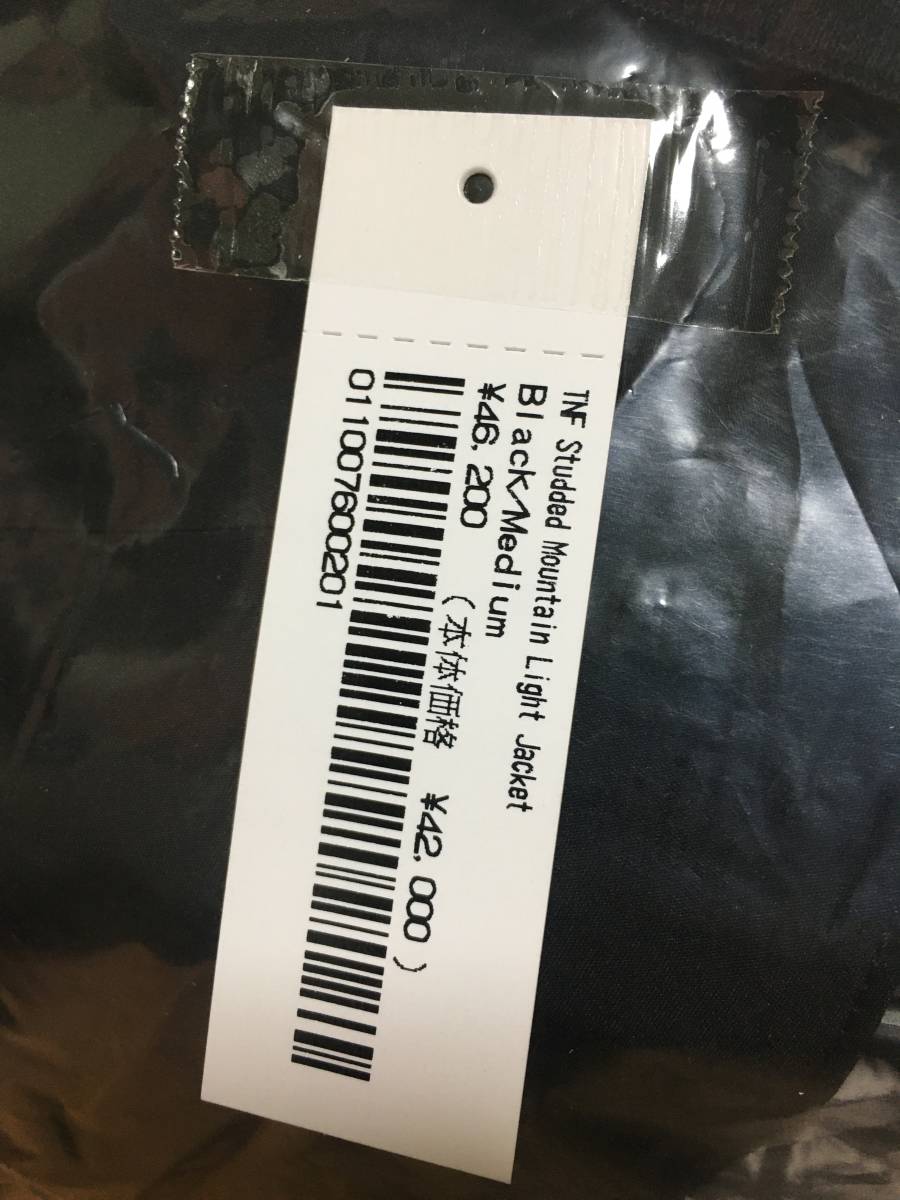 TNF Studded Mountain Light Jacket
Black/Medium
¥46,200 (本体価格 ¥42,000)
011007600201